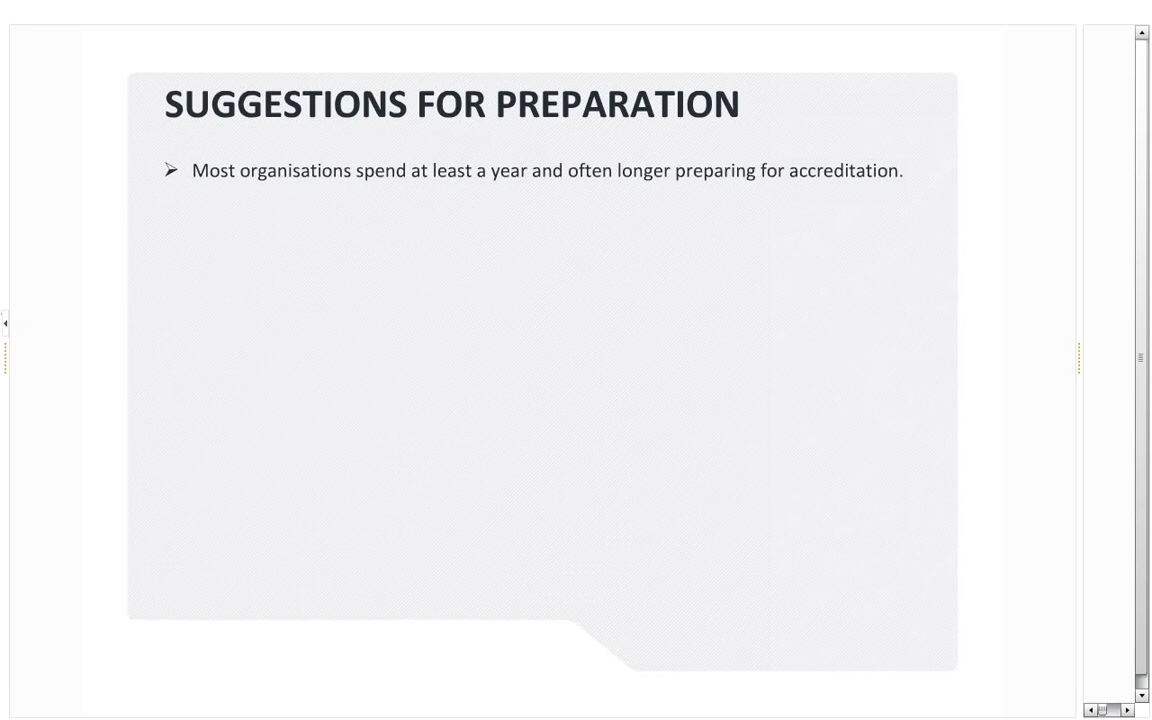 SUGGESTIONS FOR PREPARATION
Most organisations spend at least a year and often longer preparing for accreditation.